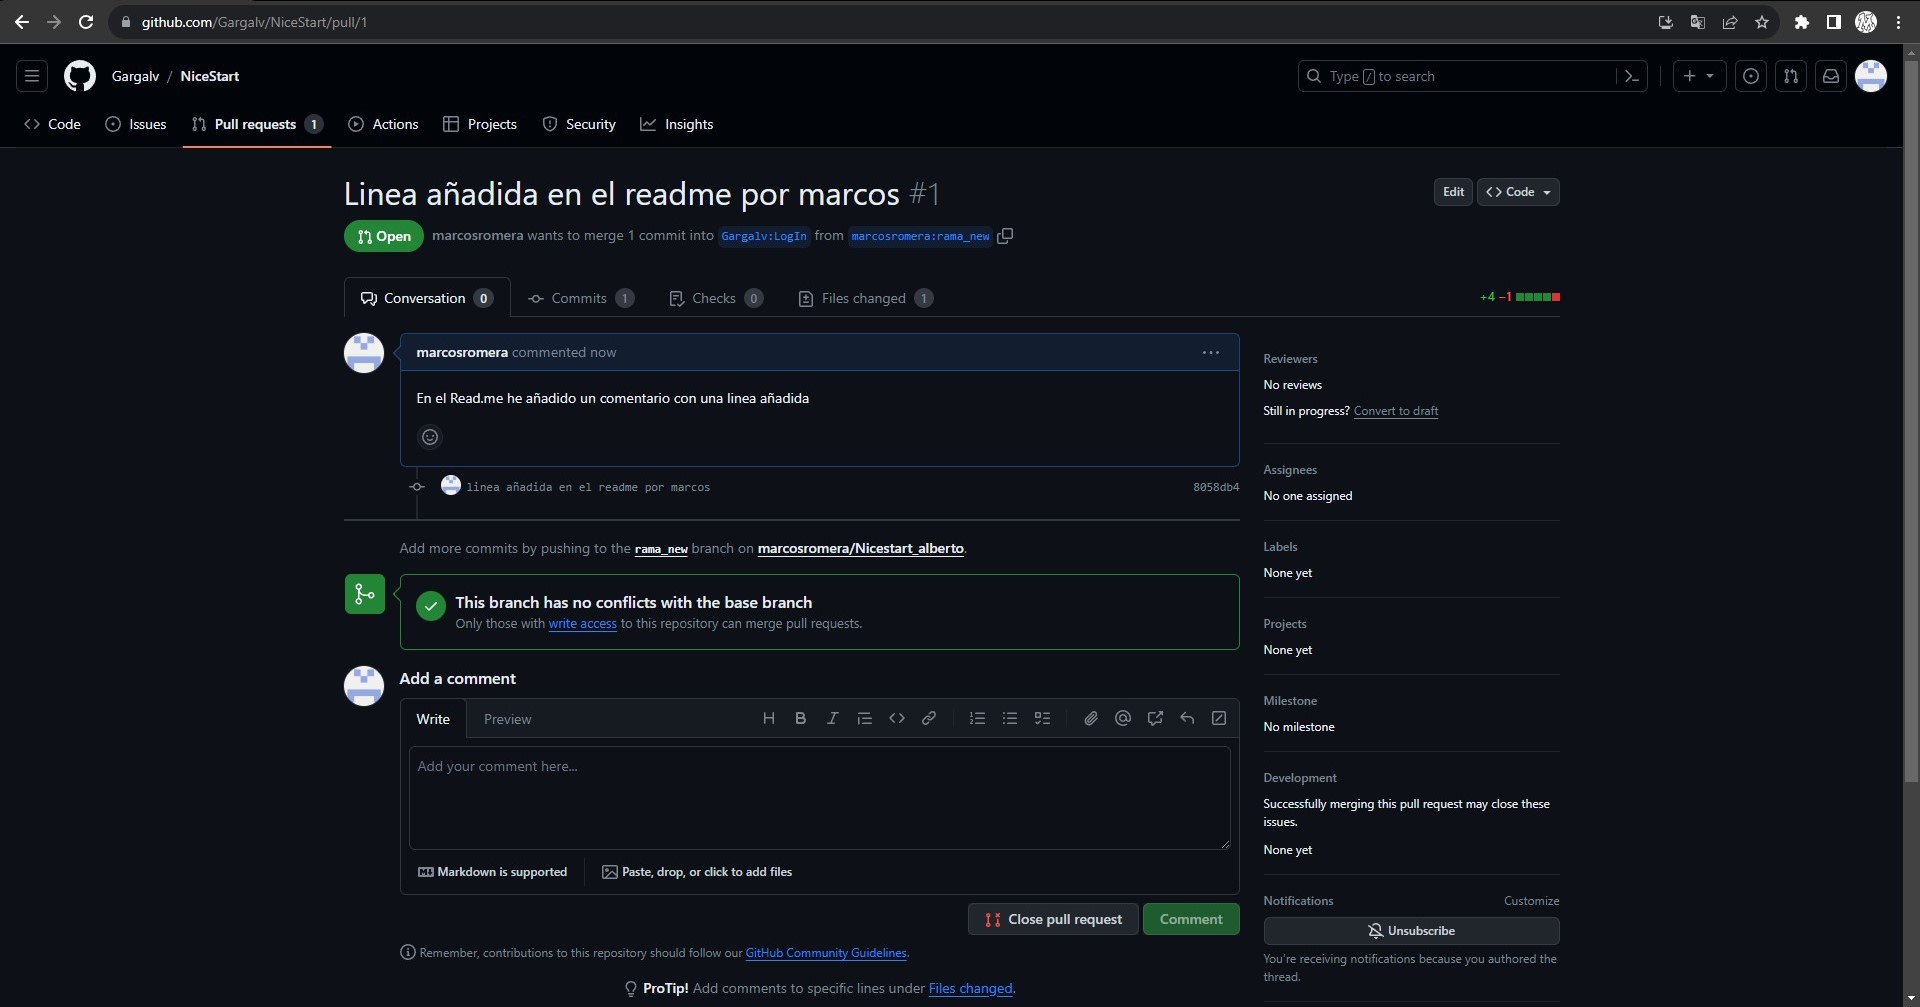 github.com/Gargalv/NiceStart/pull/1
Gargalv / NiceStart
Type / to search
Code
Issues
Pull requests 1
Actions
Projects
Security
Insights
Linea añadida en el readme por marcos #1
Edit
Code
Open
marcosromera wants to merge 1 commit into Gargalv:LogIn from marcosromera:rama_new
Conversation 0
Commits 1
Checks 0
Files changed 1
+4 −1
marcosromera commented now
En el Read.me he añadido un comentario con una linea añadida
linea añadida en el readme por marcos 8058db4
Add more commits by pushing to the rama_new branch on marcosromera/Nicestart_alberto.
This branch has no conflicts with the base branch
Only those with write access to this repository can merge pull requests.
Add a comment
Write
Preview
Add your comment here...
Markdown is supported
Paste, drop, or click to add files
Close pull request
Comment
Remember, contributions to this repository should follow our GitHub Community Guidelines.
ProTip! Add comments to specific lines under Files changed.
Reviewers
No reviews
Still in progress? Convert to draft
Assignees
No one assigned
Labels
None yet
Projects
None yet
Milestone
No milestone
Development
Successfully merging this pull request may close these
issues.
None yet
Notifications
Customize
Unsubscribe
You're receiving notifications because you authored the
thread.